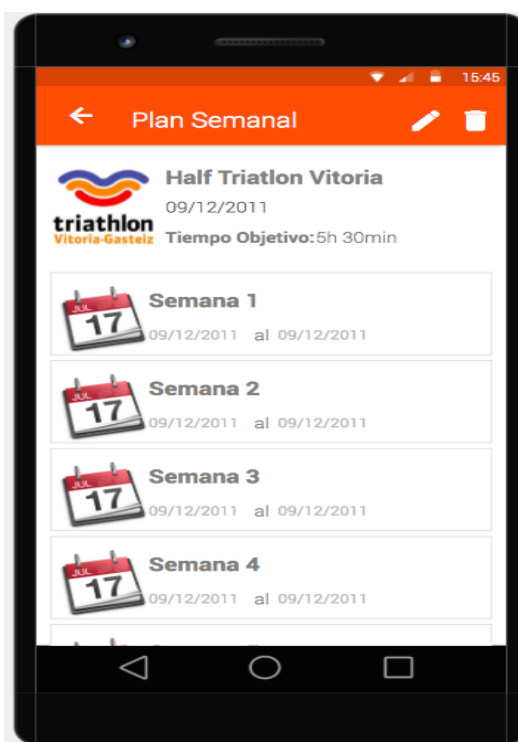 15:45
Plan Semanal
Half Triatlon Vitoria
09/12/2011
triathlon
Vitoria-Gasteiz
Tiempo Objetivo:5h 30min
JUL
17
Semana 1
09/12/2011 al 09/12/2011
JUL
17
Semana 2
09/12/2011 al 09/12/2011
JUL
17
Semana 3
09/12/2011 al 09/12/2011
JUL
17
Semana 4
09/12/2011 al 09/12/2011